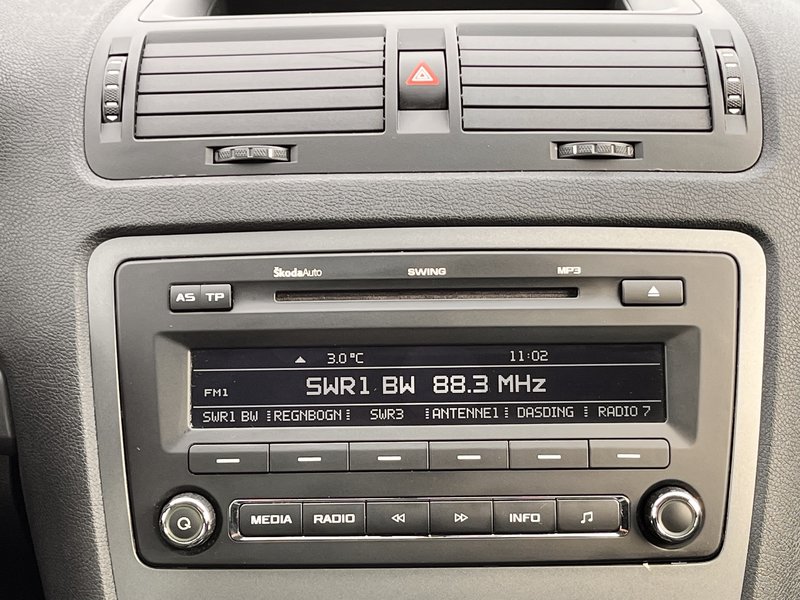 ŠkodaAuto SWING MP3
AS TP
3.0 °C 11:02
FM1 SWR1 BW 88.3 MHz
SWR1 BW REGNBOGN SWR3 ANTENNE1 DASDING RADIO 7
MEDIA RADIO INFO